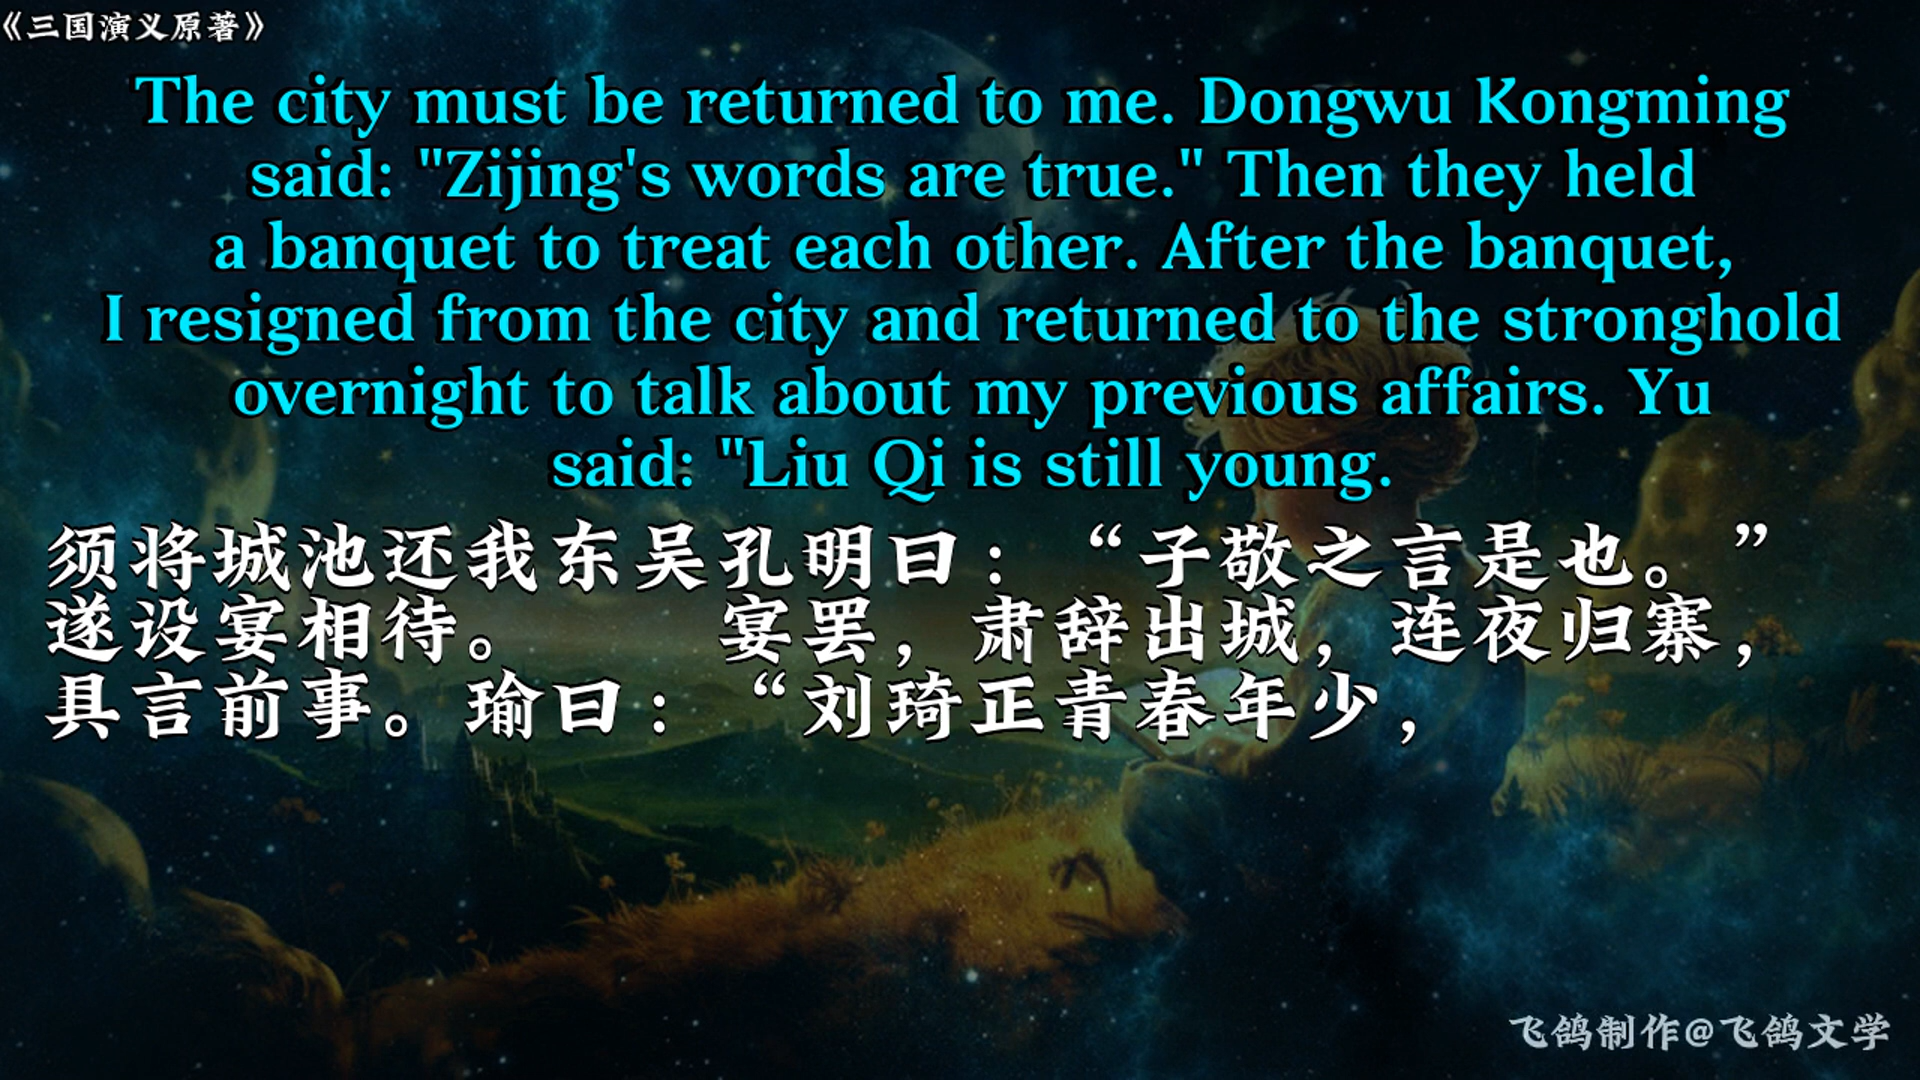 《三国演义原著》
The city must be returned to me. Dongwu Kongming
said: "Zijing's words are true." Then they held
a banquet to treat each other. After the banquet,
I resigned from the city and returned to the stronghold
overnight to talk about my previous affairs. Yu
said: "Liu Qi is still young.
须将城池还我东吴孔明曰：“子敬之言是也。”
遂设宴相待。 宴罢，肃辞出城，连夜归寨，
具言前事。瑜曰：“刘琦正青春年少，
飞鸽制作@飞鸽文学